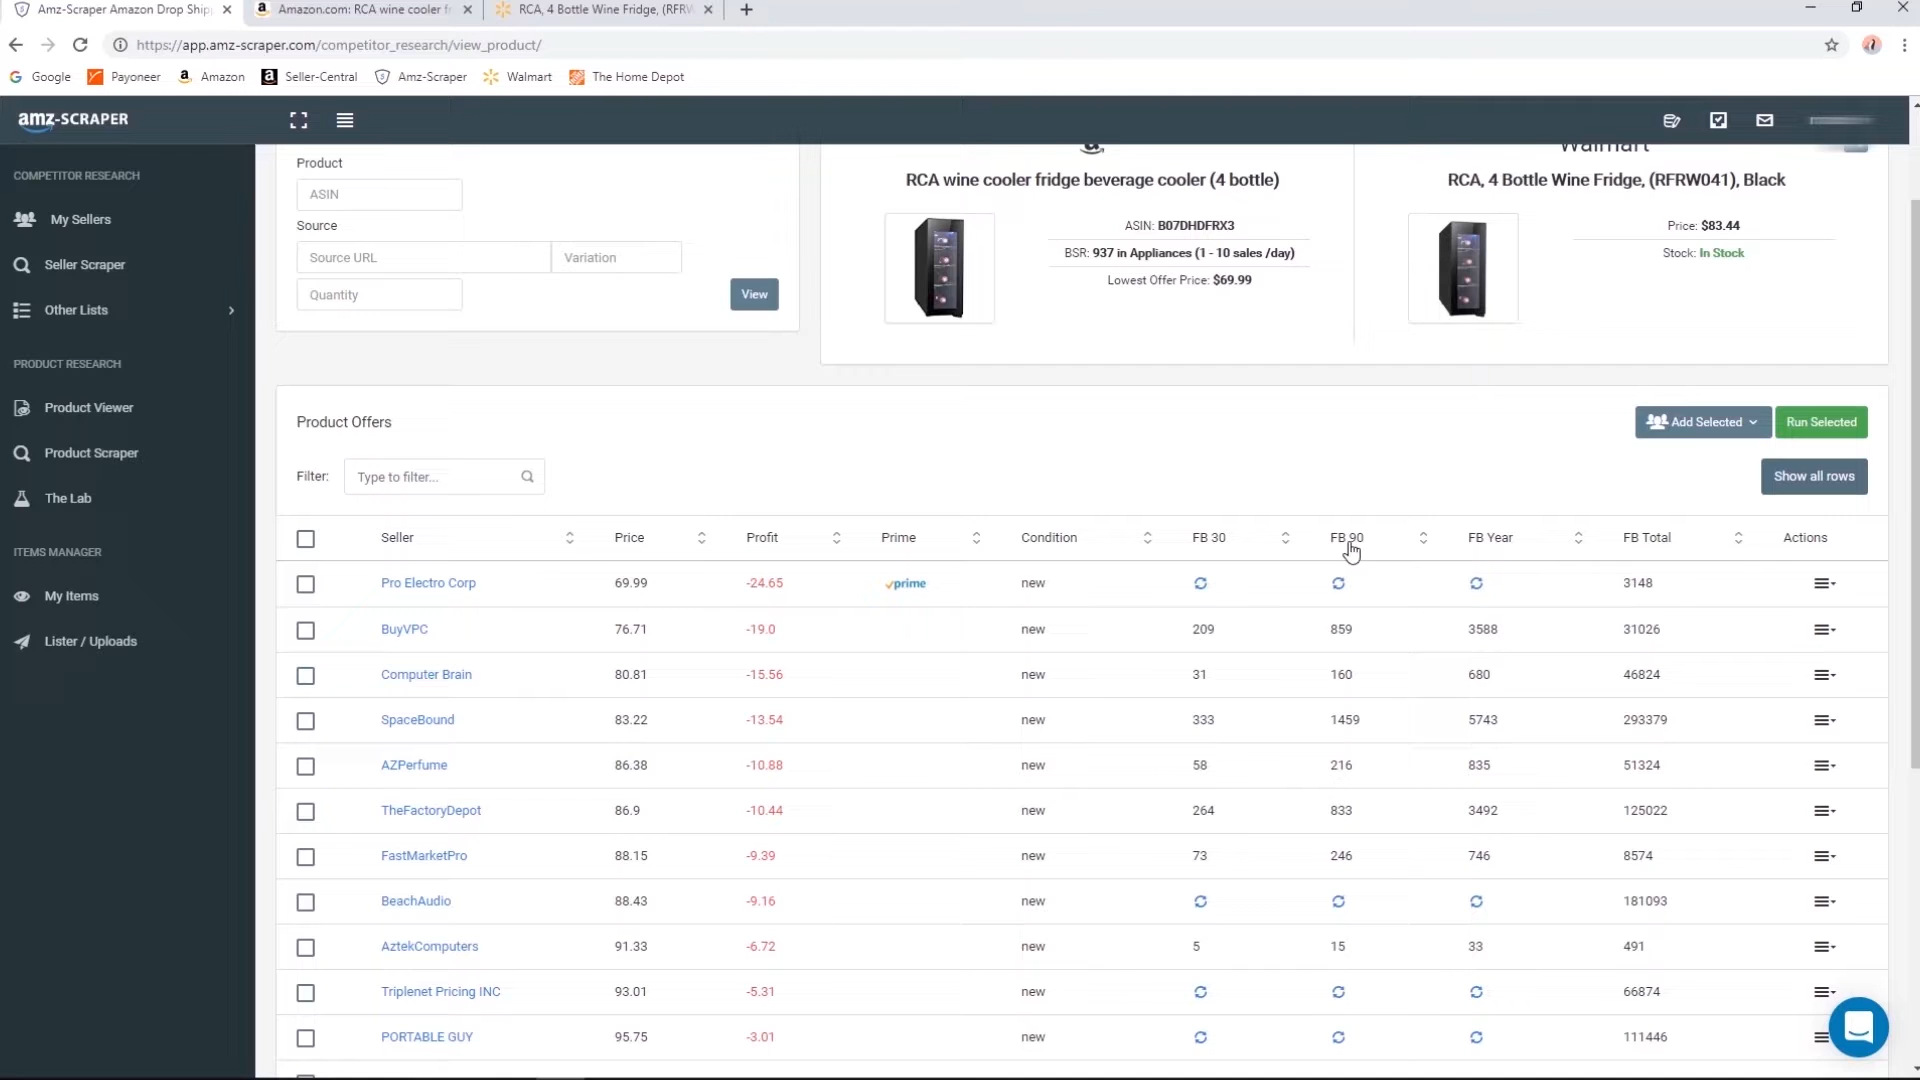 Amz-Scraper Amazon Drop Ship
Amazon.com: RCA wine cooler fr
RCA, 4 Bottle Wine Fridge, (RFRW
https://app.amz-scraper.com/competitor_research/view_product/
Google Payoneer Amazon Seller-Central Amz-Scraper Walmart The Home Depot
amz-SCRAPER
COMPETITOR RESEARCH
My Sellers
Seller Scraper
Other Lists
PRODUCT RESEARCH
Product Viewer
Product Scraper
The Lab
ITEMS MANAGER
My Items
Lister / Uploads
Product
ASIN
Source
Source URL Variation
Quantity
View
RCA wine cooler fridge beverage cooler (4 bottle)
ASIN: B07DHDFRX3
BSR: 937 in Appliances (1 - 10 sales /day)
Lowest Offer Price: $69.99
Walmart
RCA, 4 Bottle Wine Fridge, (RFRW041), Black
Price: $83.44
Stock: In Stock
Product Offers
Add Selected Run Selected
Filter: Type to filter... Show all rows
Seller Price Profit Prime Condition FB 30 FB 90 FB Year FB Total Actions
Pro Electro Corp 69.99 -24.65 prime new 3148
BuyVPC 76.71 -19.0 new 209 859 3588 31026
Computer Brain 80.81 -15.56 new 31 160 680 46824
SpaceBound 83.22 -13.54 new 333 1459 5743 293379
AZPerfume 86.38 -10.88 new 58 216 835 51324
TheFactoryDepot 86.9 -10.44 new 264 833 3492 125022
FastMarketPro 88.15 -9.39 new 73 246 746 8574
BeachAudio 88.43 -9.16 new 181093
AztekComputers 91.33 -6.72 new 5 15 33 491
Triplenet Pricing INC 93.01 -5.31 new 66874
PORTABLE GUY 95.75 -3.01 new 111446